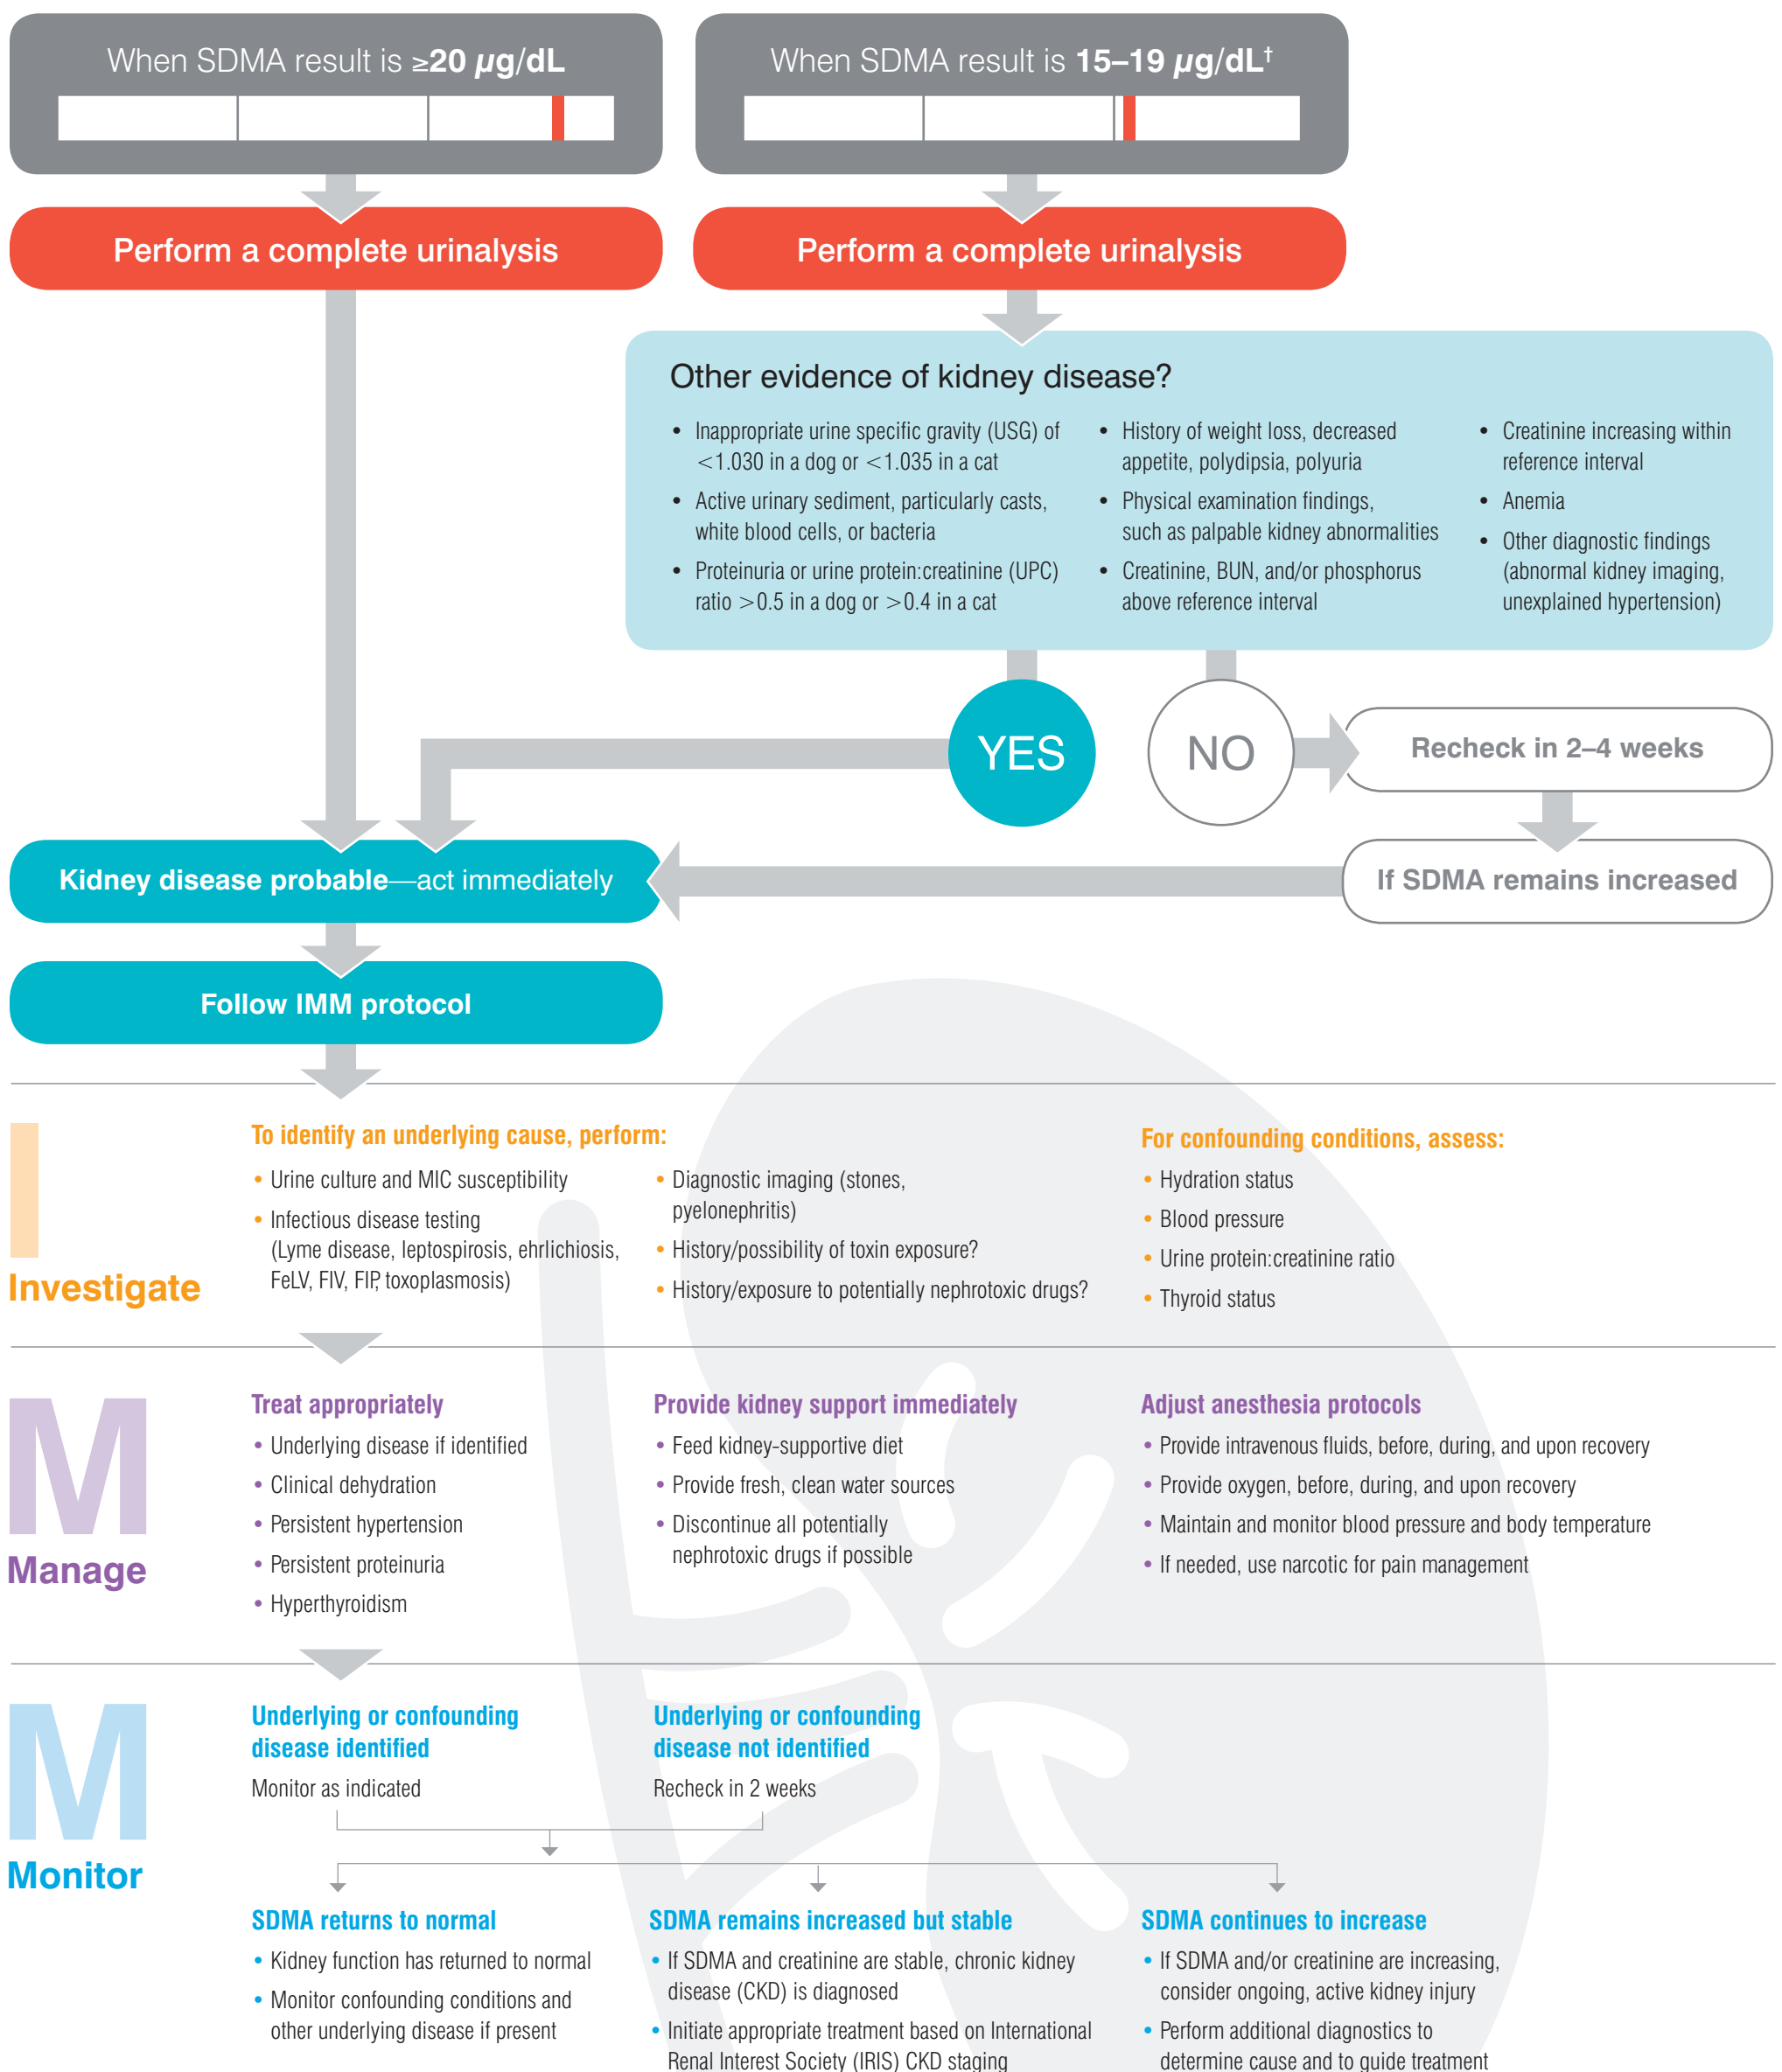 When SDMA result is ≥20 µg/dL
When SDMA result is 15–19 µg/dL†
Perform a complete urinalysis
Perform a complete urinalysis
Other evidence of kidney disease?
• Inappropriate urine specific gravity (USG) of
<1.030 in a dog or <1.035 in a cat
• Active urinary sediment, particularly casts,
white blood cells, or bacteria
• Proteinuria or urine protein:creatinine (UPC)
ratio >0.5 in a dog or >0.4 in a cat
• History of weight loss, decreased
appetite, polydipsia, polyuria
• Physical examination findings,
such as palpable kidney abnormalities
• Creatinine, BUN, and/or phosphorus
above reference interval
• Creatinine increasing within
reference interval
• Anemia
• Other diagnostic findings
(abnormal kidney imaging,
unexplained hypertension)
YES
NO
Recheck in 2–4 weeks
If SDMA remains increased
Kidney disease probable—act immediately
Follow IMM protocol
I
Investigate
To identify an underlying cause, perform:
• Urine culture and MIC susceptibility
• Infectious disease testing
(Lyme disease, leptospirosis, ehrlichiosis,
FeLV, FIV, FIP, toxoplasmosis)
• Diagnostic imaging (stones,
pyelonephritis)
• History/possibility of toxin exposure?
• History/exposure to potentially nephrotoxic drugs?
For confounding conditions, assess:
• Hydration status
• Blood pressure
• Urine protein:creatinine ratio
• Thyroid status
M
Manage
Treat appropriately
• Underlying disease if identified
• Clinical dehydration
• Persistent hypertension
• Persistent proteinuria
• Hyperthyroidism
Provide kidney support immediately
• Feed kidney-supportive diet
• Provide fresh, clean water sources
• Discontinue all potentially
nephrotoxic drugs if possible
Adjust anesthesia protocols
• Provide intravenous fluids, before, during, and upon recovery
• Provide oxygen, before, during, and upon recovery
• Maintain and monitor blood pressure and body temperature
• If needed, use narcotic for pain management
M
Monitor
Underlying or confounding
disease identified
Monitor as indicated
Underlying or confounding
disease not identified
Recheck in 2 weeks
SDMA returns to normal
• Kidney function has returned to normal
• Monitor confounding conditions and
other underlying disease if present
SDMA remains increased but stable
• If SDMA and creatinine are stable, chronic kidney
disease (CKD) is diagnosed
• Initiate appropriate treatment based on International
Renal Interest Society (IRIS) CKD staging
SDMA continues to increase
• If SDMA and/or creatinine are increasing,
consider ongoing, active kidney injury
• Perform additional diagnostics to
determine cause and to guide treatment